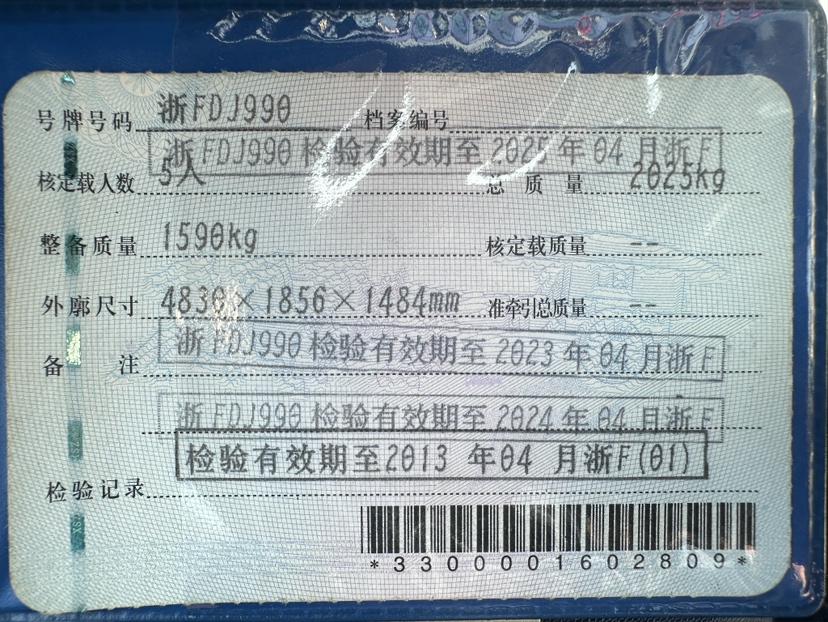 号牌号码 浙FDJ990 档案编号
浙FDJ990检验有效期至2025年04月浙F
核定载人数 5人 总质量 2025kg
整备质量 1590kg 核定载质量 --
外廓尺寸 4830×1856×1484mm 准牵引总质量 --
浙FDJ990检验有效期至2023年04月浙F
备注
浙FDJ990检验有效期至2024年04月浙F
检验有效期至2013年04月浙F(01)
检验记录
*3300001602809*